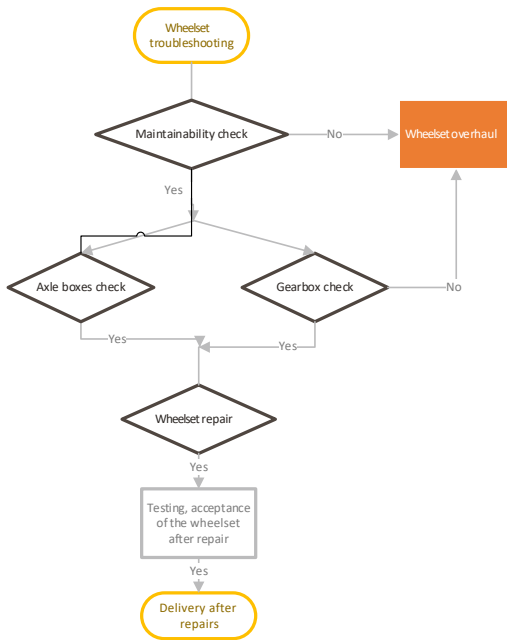 Wheelset
troubleshooting
Maintainability check
No
Wheelset overhaul
Yes
Axle boxes check
Gearbox check
No
Yes
Yes
Wheelset repair
Yes
Testing, acceptance
of the wheelset
after repair
Yes
Delivery after
repairs